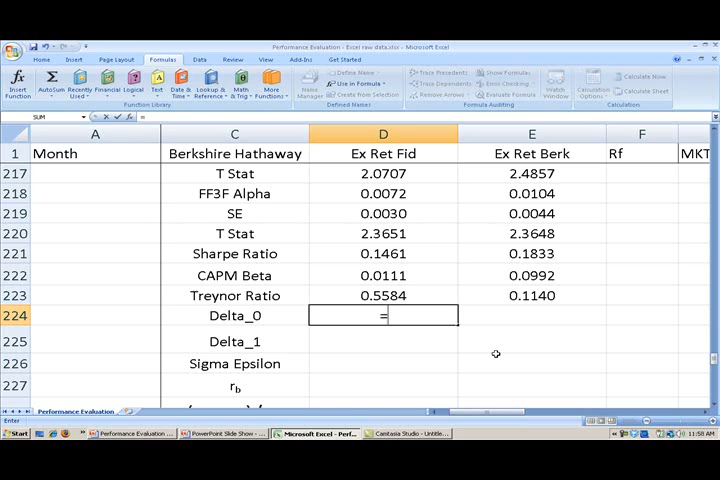 Performance Evaluation - Excel raw data.xlsx - Microsoft Excel
Home Insert Page Layout Formulas Data Review View Add-Ins Get Started
fx Insert Function
Σ AutoSum
Recently Used
Financial
Logical
Text
Date & Time
Lookup & Reference
Math & Trig
More Functions
Function Library
Name Manager
Define Name
Use in Formula
Create from Selection
Defined Names
Trace Precedents
Trace Dependents
Remove Arrows
Show Formulas
Error Checking
Evaluate Formula
Formula Auditing
Watch Window
Calculation Options
Calculate Now
Calculate Sheet
Calculation
SUM =
A C D E F
1 Month Berkshire Hathaway Ex Ret Fid Ex Ret Berk Rf MKT
217 T Stat 2.0707 2.4857
218 FF3F Alpha 0.0072 0.0104
219 SE 0.0030 0.0044
220 T Stat 2.3651 2.3648
221 Sharpe Ratio 0.1461 0.1833
222 CAPM Beta 0.0111 0.0992
223 Treynor Ratio 0.5584 0.1140
224 Delta_0 =
225 Delta_1
226 Sigma Epsilon
227 r_b
Performance Evaluation
Enter
Start Performance Evaluation ... PowerPoint Slide Show - ... Microsoft Excel - Perf... Camtasia Studio - Untitle... 11:58 AM